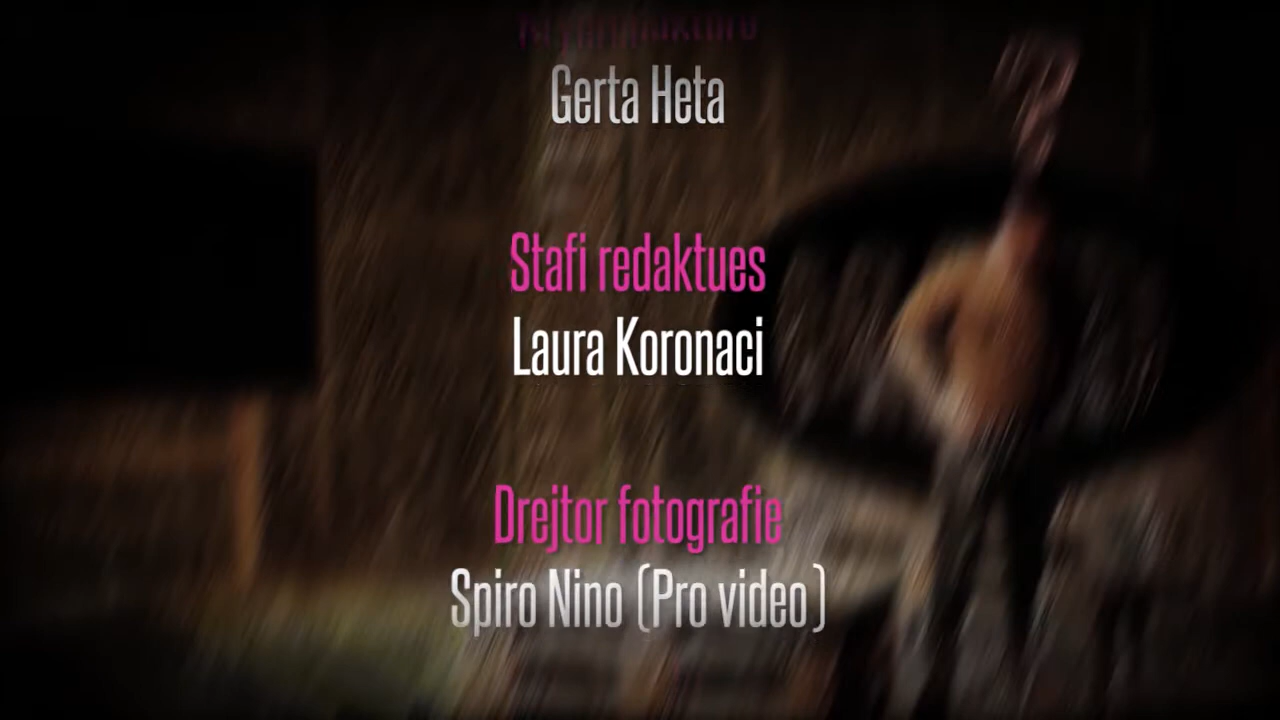 Gerta Heta
Stafi redaktues
Laura Koronaci
Drejtor fotografie
Spiro Nino (Pro video)